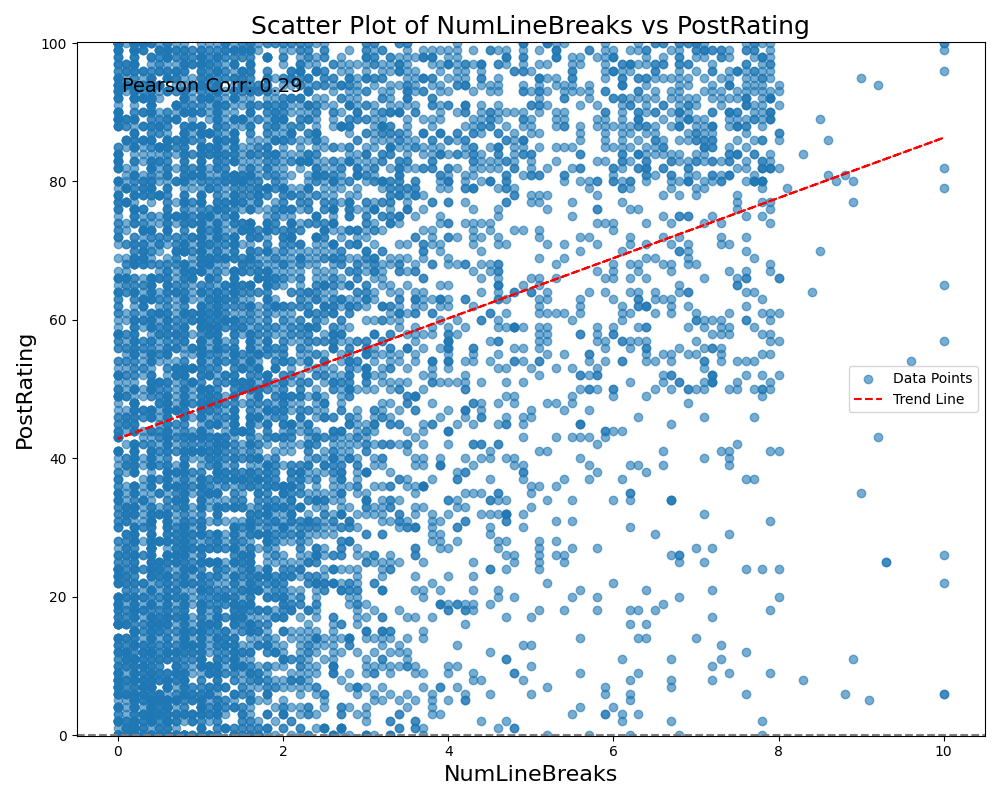 Scatter Plot of NumLineBreaks vs PostRating
Pearson Corr: 0.29
PostRating
100
80
60
40
20
0
Data Points
Trend Line
0 2 4 6 8 10
NumLineBreaks